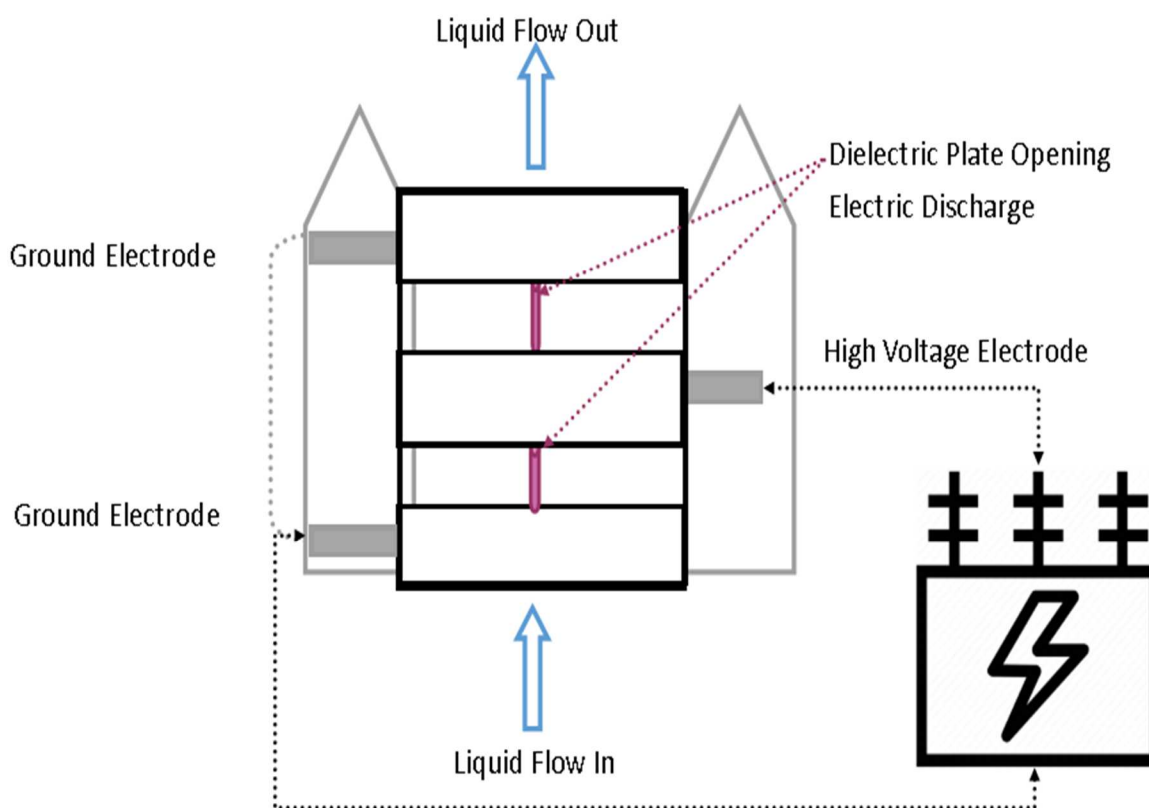 Liquid Flow Out
Dielectric Plate Opening
Electric Discharge
Ground Electrode
High Voltage Electrode
Ground Electrode
Liquid Flow In